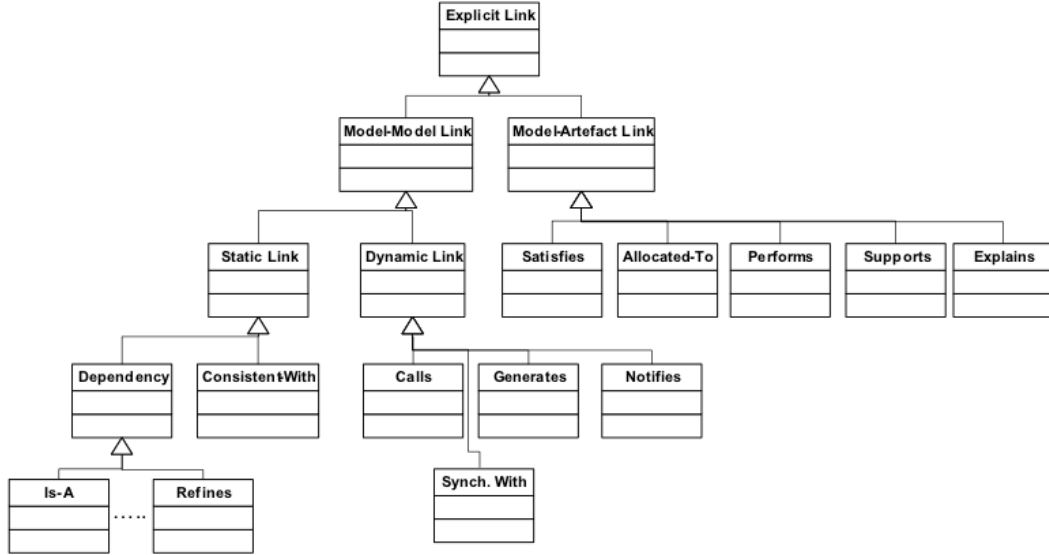 Explicit Link
Model-Model Link
Model-Artefact Link
Static Link
Dynamic Link
Satisfies
Allocated-To
Performs
Supports
Explains
Dependency
Consistent-With
Calls
Generates
Notifies
Is-A
.....
Refines
Synch. With